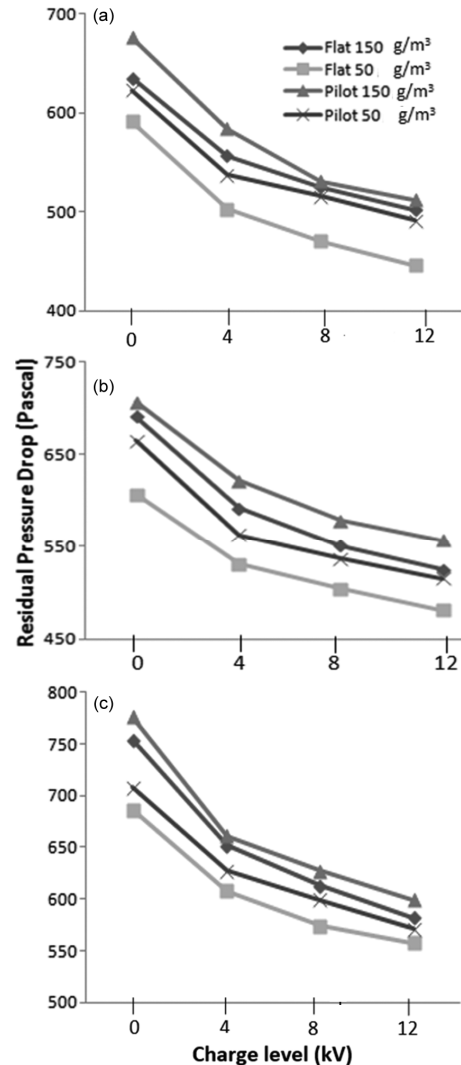 Residual Pressure Drop (Pascal)
(a)
700
600
500
400
Flat 150 g/m³
Flat 50 g/m³
Pilot 150 g/m³
Pilot 50 g/m³
0 4 8 12
(b)
750
650
550
450
0 4 8 12
(c)
800
750
700
650
600
550
500
0 4 8 12
Charge level (kV)